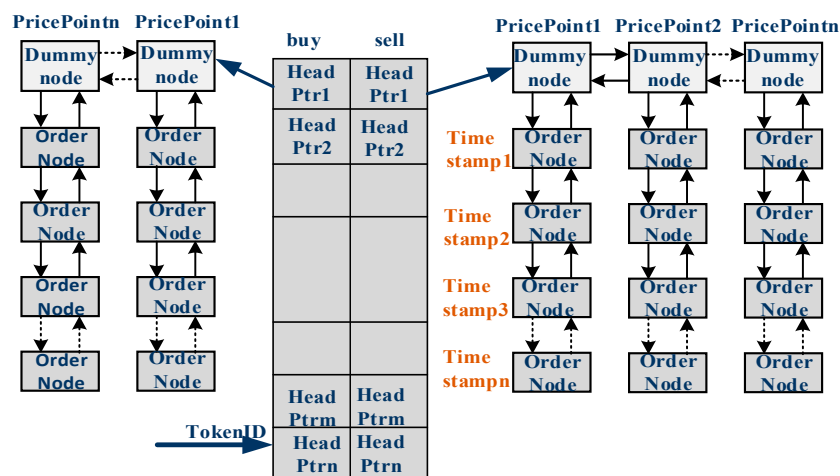 PricePointn PricePoint1
Dummy node
Dummy node
Order Node
Order Node
Order Node
Order Node
Order Node
Order Node
Order Node
Order Node
buy sell
Head Ptr1
Head Ptr1
Head Ptr2
Head Ptr2
Head Ptrm
Head Ptrm
Head Ptrn
Head Ptrn
TokenID
PricePoint1 PricePoint2 PricePointn
Dummy node
Dummy node
Dummy node
Time stamp1
Order Node
Order Node
Order Node
Time stamp2
Order Node
Order Node
Order Node
Time stamp3
Order Node
Order Node
Order Node
Time stampn
Order Node
Order Node
Order Node